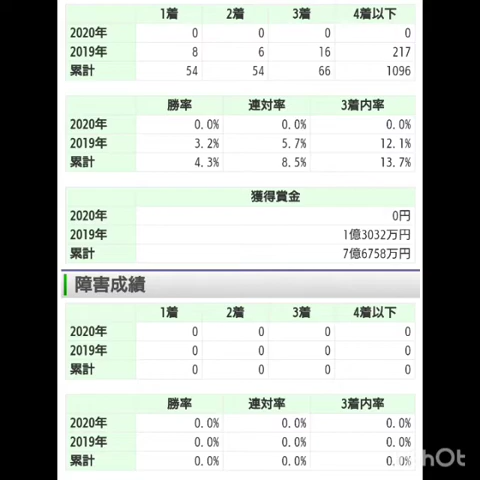 1着 2着 3着 4着以下
2020年 0 0 0 0
2019年 8 6 16 217
累計 54 54 66 1096
勝率 連対率 3着内率
2020年 0.0% 0.0% 0.0%
2019年 3.2% 5.7% 12.1%
累計 4.3% 8.5% 13.7%
獲得賞金
2020年 0円
2019年 1億3032万円
累計 7億6758万円
障害成績
1着 2着 3着 4着以下
2020年 0 0 0 0
2019年 0 0 0 0
累計 0 0 0 0
勝率 連対率 3着内率
2020年 0.0% 0.0% 0.0%
2019年 0.0% 0.0% 0.0%
累計 0.0% 0.0% 0.0%